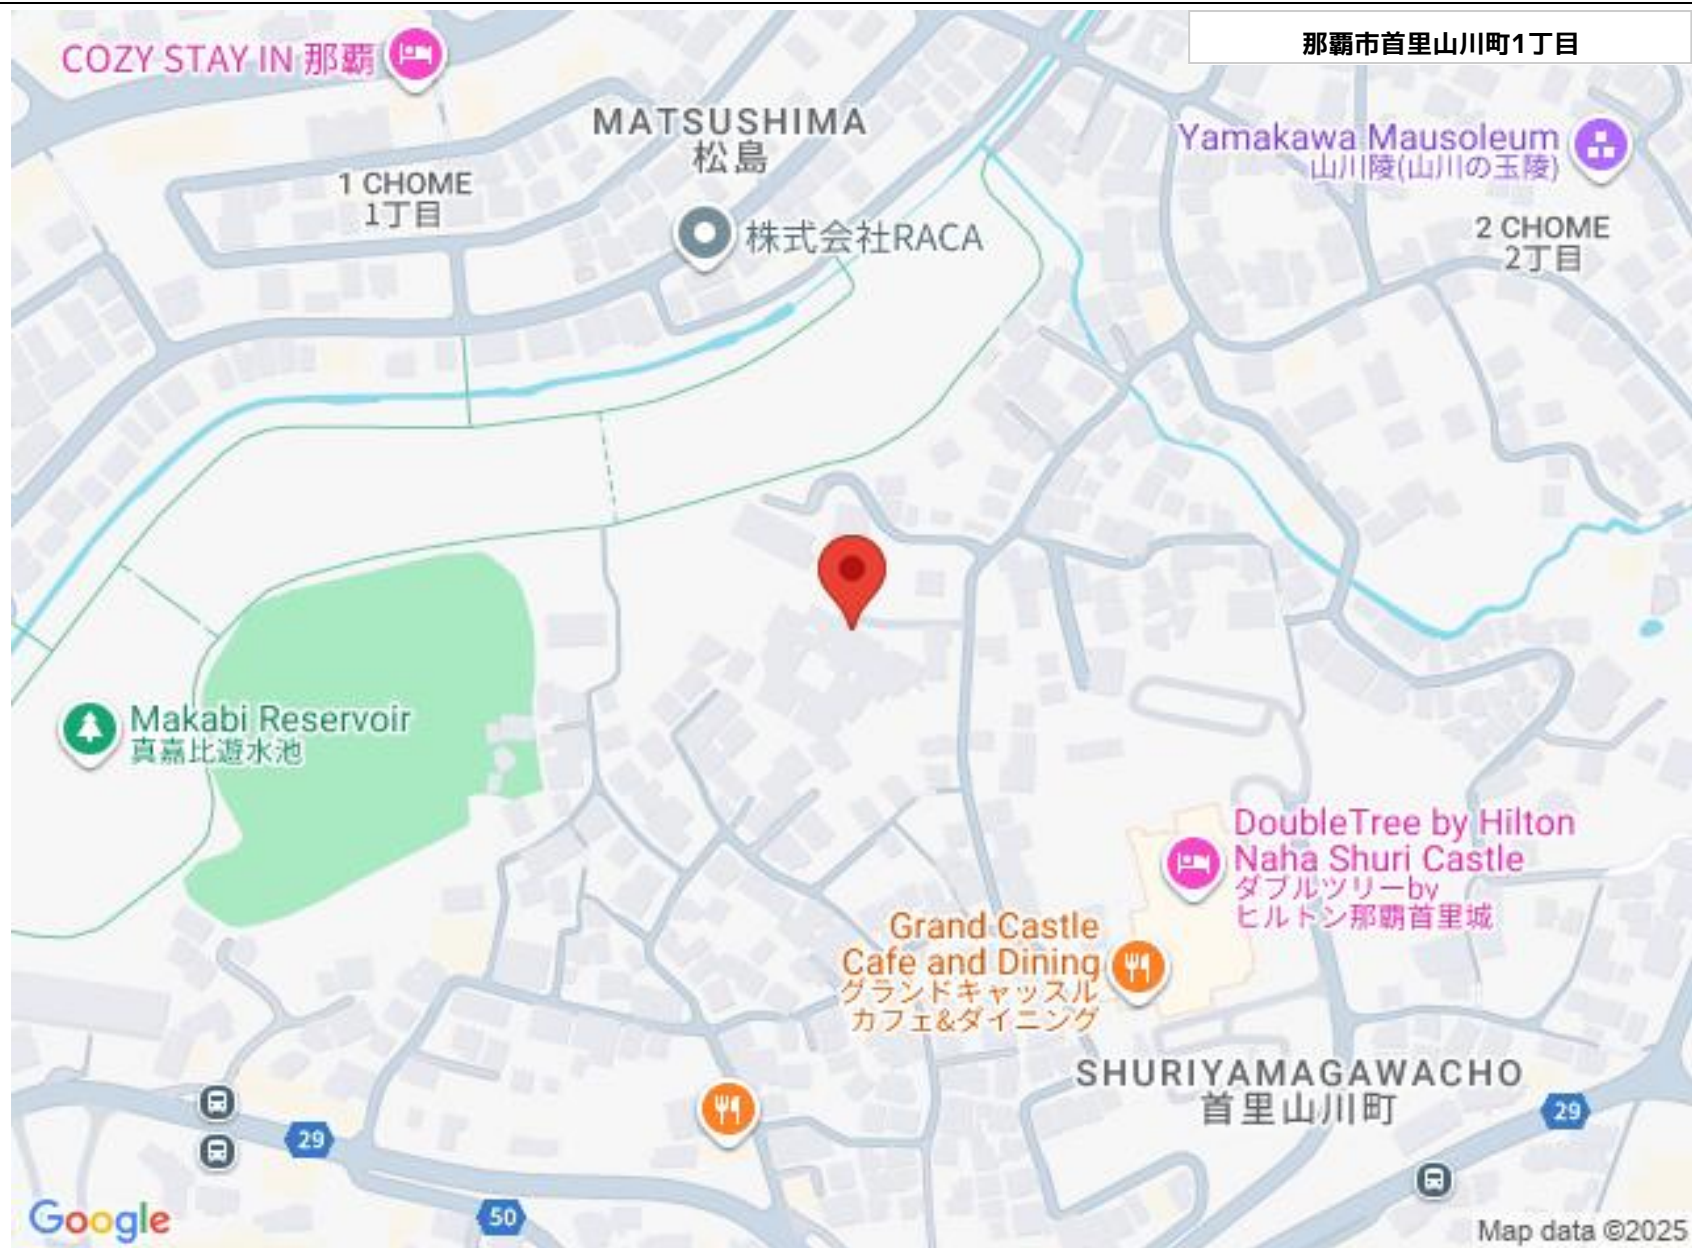 那覇市首里山川町1丁目
COZY STAY IN 那覇
MATSUSHIMA
松島
Yamakawa Mausoleum
山川陵(山川の玉陵)
1 CHOME
1丁目
2 CHOME
2丁目
株式会社RACA
Makabi Reservoir
真嘉比遊水池
DoubleTree by Hilton
Naha Shuri Castle
ダブルツリーby
ヒルトン那覇首里城
Grand Castle
Cafe and Dining
グランドキャッスル
カフェ&ダイニング
SHURIYAMAGAWACHO
首里山川町
29
29
50
Google
Map data ©2025